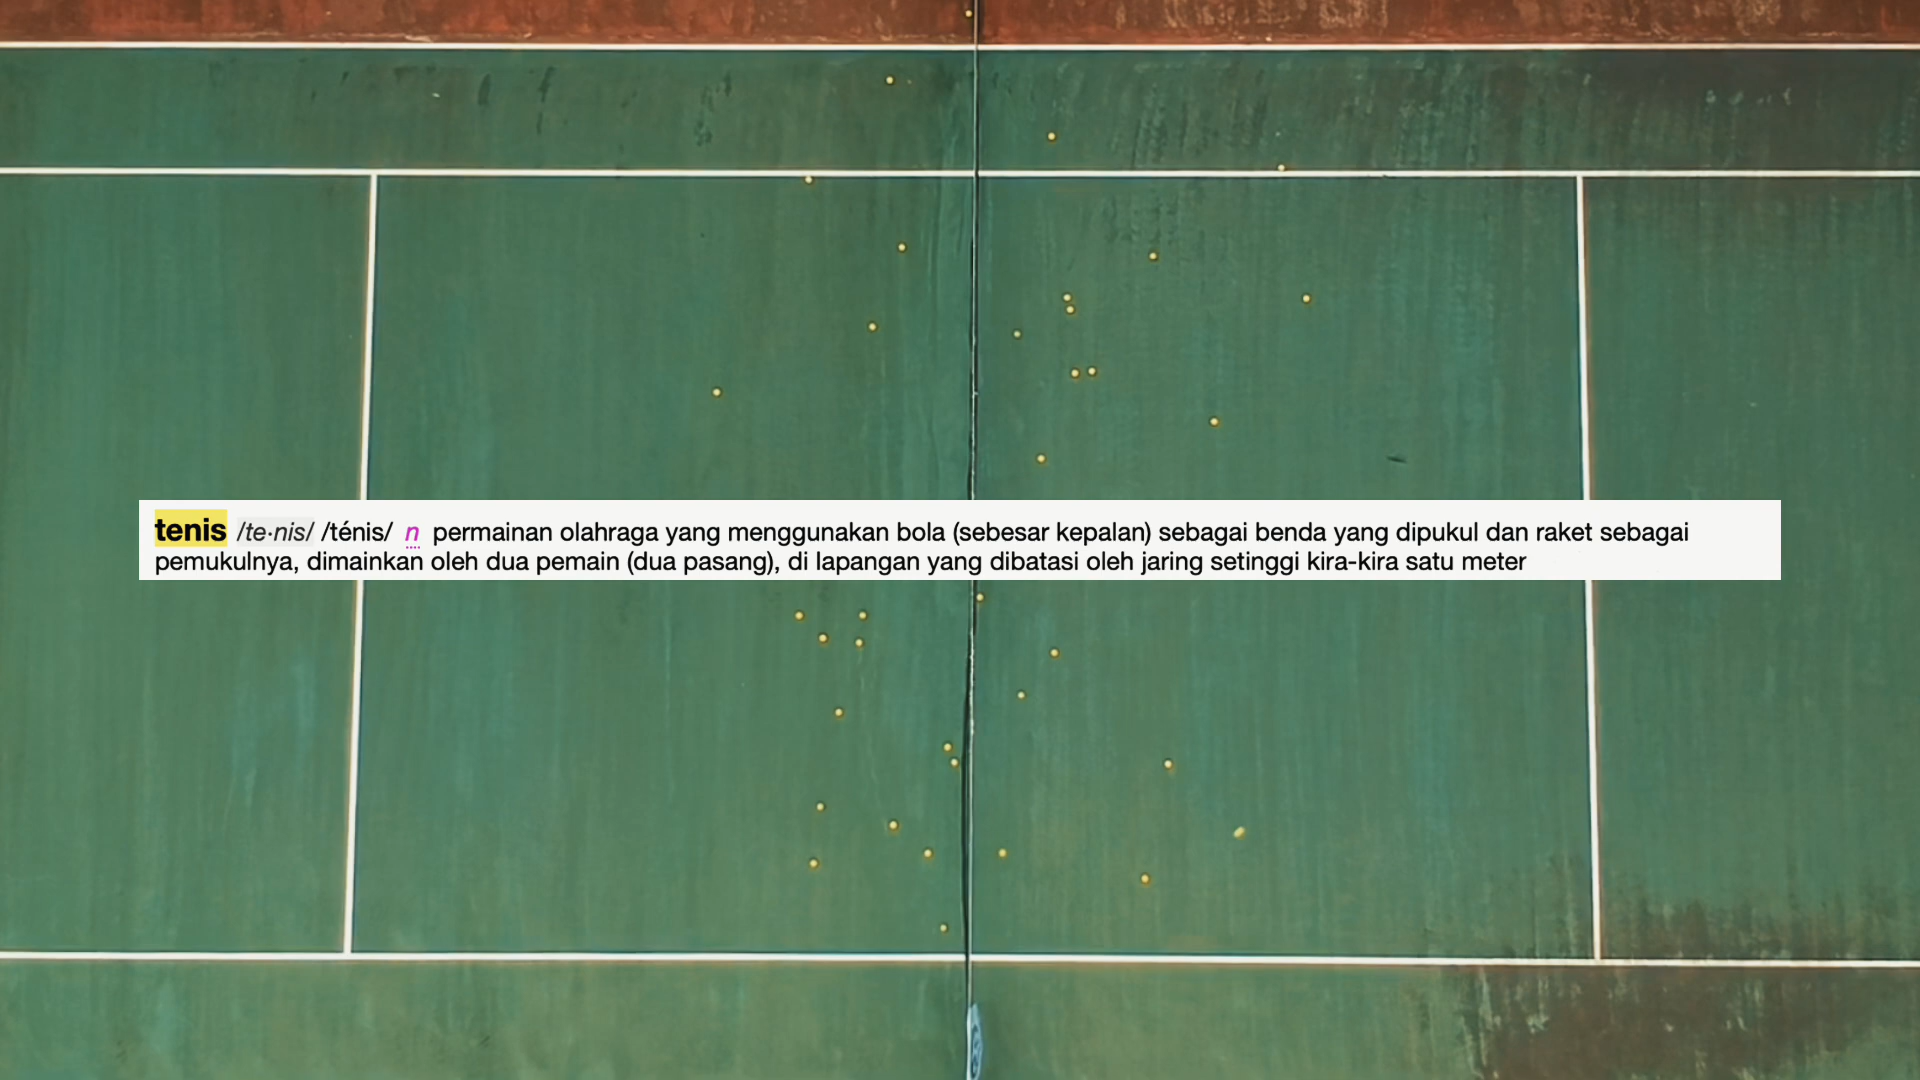 tenis /te·nis/ /ténis/ n permainan olahraga yang menggunakan bola (sebesar kepalan) sebagai benda yang dipukul dan raket sebagai
pemukulnya, dimainkan oleh dua pemain (dua pasang), di lapangan yang dibatasi oleh jaring setinggi kira-kira satu meter